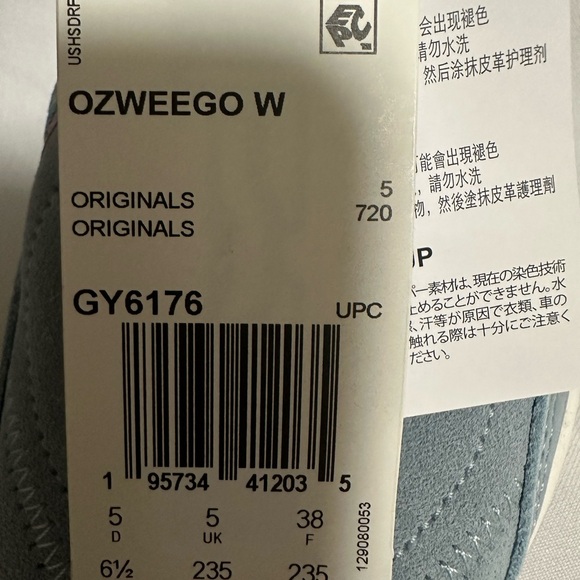 USHSDRF
EPC
OZWEEGO W
ORIGINALS 5
ORIGINALS 720
GY6176 UPC
1 95734 41203 5
5 5 38
D UK F
6½ 235 235
129080053
会出现褪色
请勿水洗
,然后涂抹皮革护理剂
可能會出現褪色
,請勿水洗
物,然後塗抹皮革護理劑
JP
パー素材は、現在の染色技術
止めることができません。水
、汗等が原因で衣類、車の
触れる際は十分にご注意く
ださい。